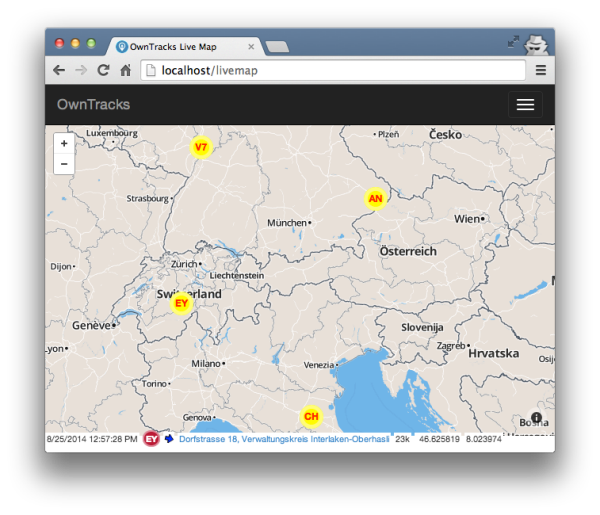 OwnTracks Live Map
localhost/livemap
OwnTracks
+
−
Luxembourg
V7
Plzeň
Česko
Strasbourg
AN
München
Wien
Österreich
Dijon
Zürich
Liechtenstein
Switzerland
EY
Genève
Slovenija
Lyon
Milano
Venezia
Zagreb
Hrvatska
Torino
Genova
CH
Bosna
i Hercegovina
8/25/2014 12:57:28 PM EY Dorfstrasse 18, Verwaltungskreis Interlaken-Oberhasli 23k 46.625819 8.023974